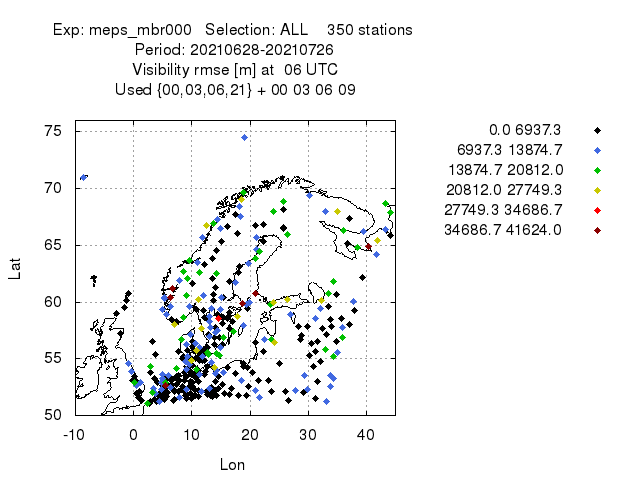 Exp: meps_mbr000 Selection: ALL 350 stations
Period: 20210628-20210726
Visibility rmse [m] at 06 UTC
Used {00,03,06,21} + 00 03 06 09
75
70
65
60
55
50
-10 0 10 20 30 40
Lat
Lon
0.0 6937.3
6937.3 13874.7
13874.7 20812.0
20812.0 27749.3
27749.3 34686.7
34686.7 41624.0